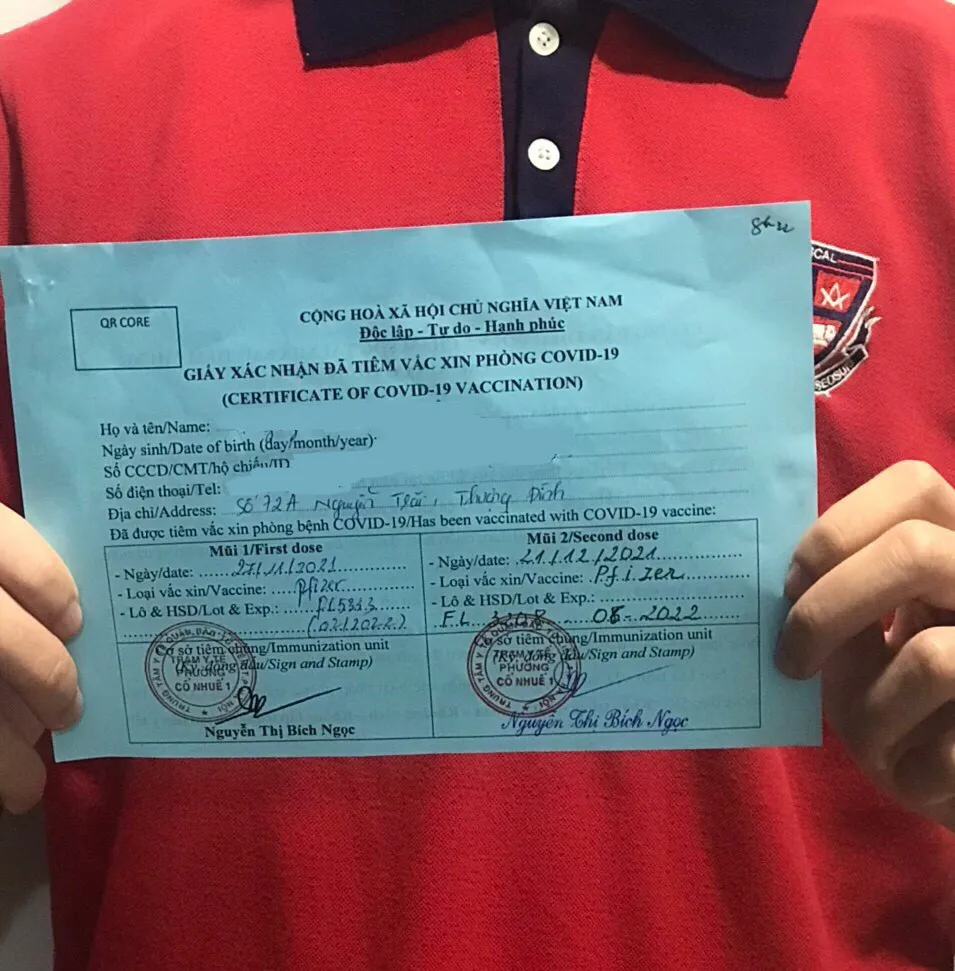 8h22
CỘNG HOÀ XÃ HỘI CHỦ NGHĨA VIỆT NAM
QR CORE
Độc lập - Tự do - Hạnh phúc
GIẤY XÁC NHẬN ĐÃ TIÊM VẮC XIN PHÒNG COVID-19
(CERTIFICATE OF COVID-19 VACCINATION)
Họ và tên/Name:
Ngày sinh/Date of birth (day/month/year)
Số CCCD/CMT/hộ chiếu/ID
Số điện thoại/Tel:
Địa chỉ/Address: Số 72A Nguyễn Trãi, Thượng Đình
Đã được tiêm vắc xin phòng bệnh COVID-19/Has been vaccinated with COVID-19 vaccine:
Mũi 1/First dose
- Ngày/date: 27/11/2021
- Loại vắc xin/Vaccine: Pfizer
- Lô & HSD/Lot & Exp.:
Cơ sở tiêm chủng/Immunization unit
(Ký, đóng dấu/Sign and Stamp)
TRẠM Y TẾ
PHƯỜNG
CỔ NHUẾ 1
Nguyễn Thị Bích Ngọc
Mũi 2/Second dose
- Ngày/date: 21/12/2021
- Loại vắc xin/Vaccine: Pfizer
- Lô & HSD/Lot & Exp.:
08-2022
Cơ sở tiêm chủng/Immunization unit
(Ký, đóng dấu/Sign and Stamp)
TRUNG TÂM Y TẾ
TRẠM Y TẾ
PHƯỜNG
CỔ NHUẾ 1
Nguyễn Thị Bích Ngọc